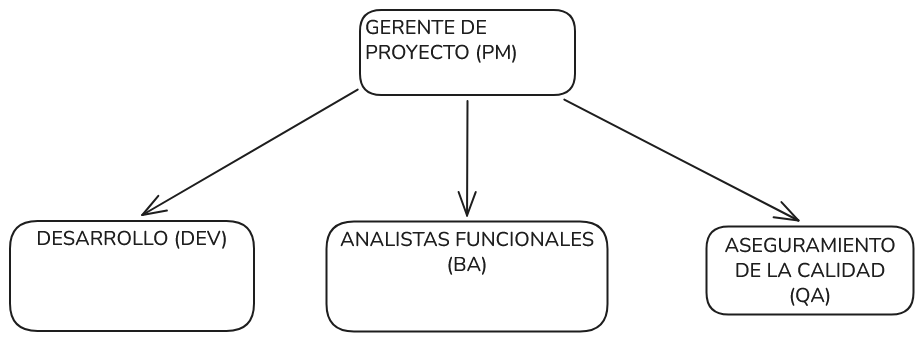 GERENTE DE
PROYECTO (PM)
DESARROLLO (DEV)
ANALISTAS FUNCIONALES
(BA)
ASEGURAMIENTO
DE LA CALIDAD
(QA)